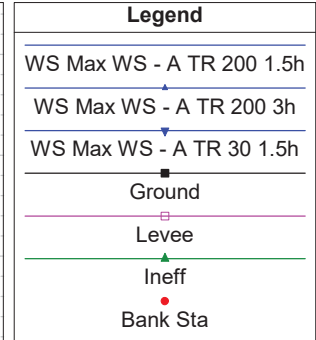 Legend
WS Max WS - A TR 200 1.5h
WS Max WS - A TR 200 3h
WS Max WS - A TR 30 1.5h
Ground
Levee
Ineff
Bank Sta